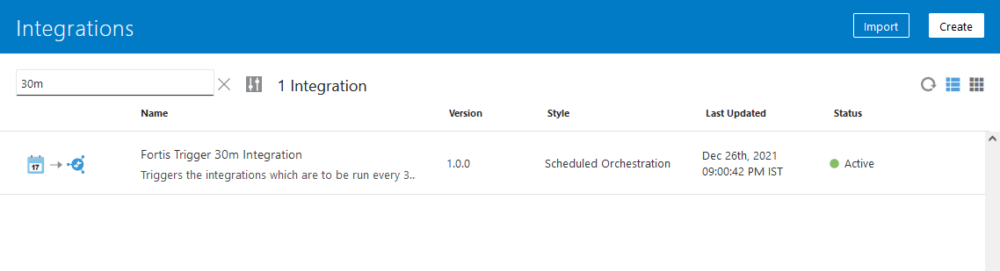 Integrations
Import
Create
30m
1 Integration
Name Version Style Last Updated Status
17
Fortis Trigger 30m Integration
Triggers the integrations which are to be run every 3..
1.0.0
Scheduled Orchestration
Dec 26th, 2021
09:00:42 PM IST
Active